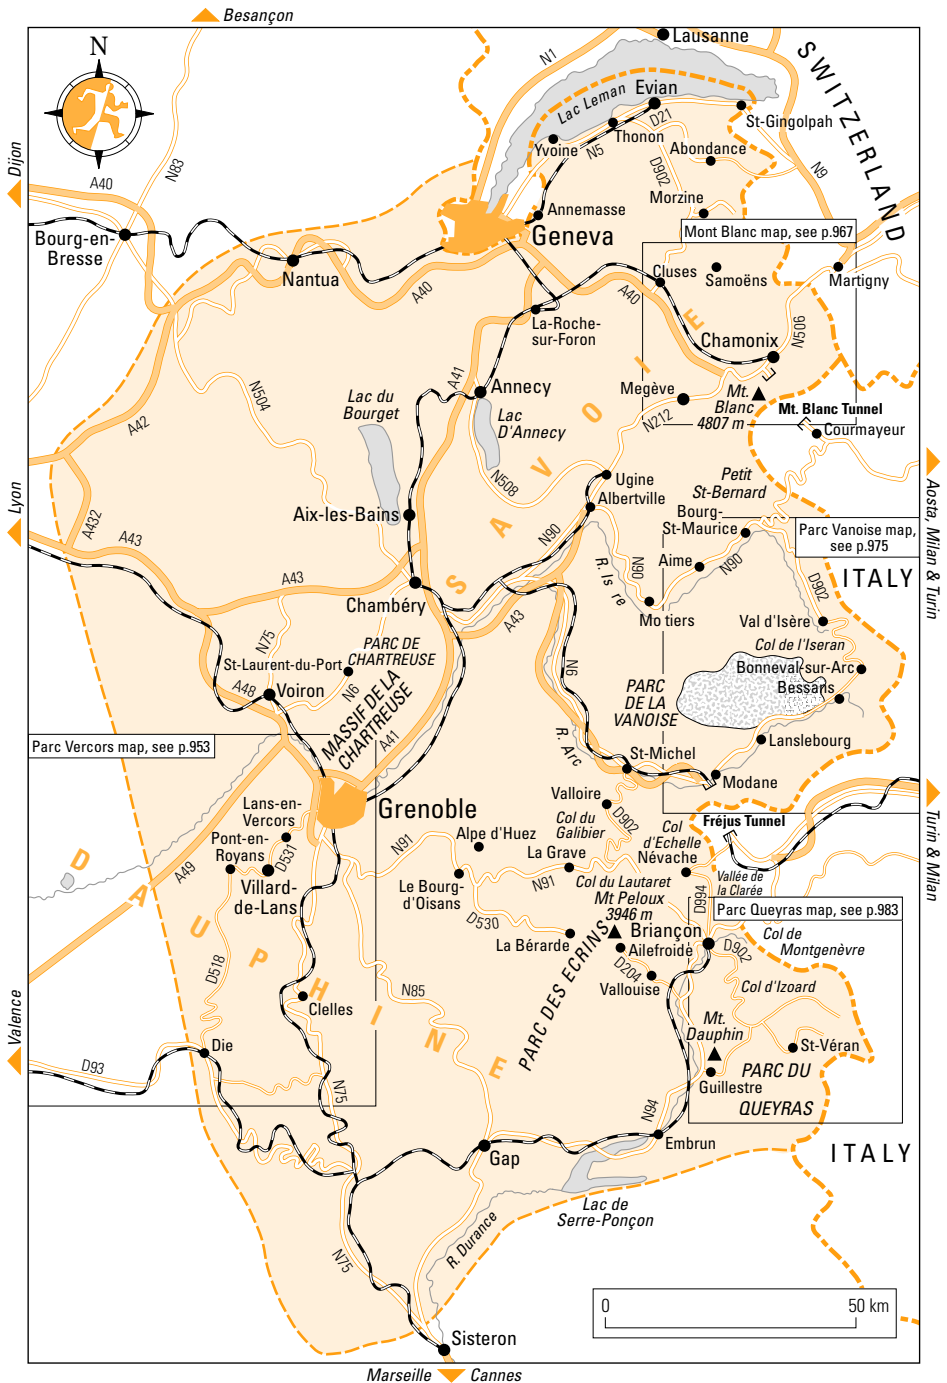 Besançon
N
Lausanne
SWITZERLAND
N1
Lac Leman
Evian
D21
St-Gingolpah
Thonon
Yvoine
N5
Abondance
D902
N9
Dijon
A40
N83
Morzine
Annemasse
Geneva
Mont Blanc map, see p.967
Bourg-en-
Bresse
Nantua
A40
Cluses
Samoëns
Martigny
A40
La-Roche-
sur-Foron
N506
Chamonix
A41
Annecy
Megève
Mt.
Blanc
4807 m
Mt. Blanc Tunnel
Courmayeur
N504
Lac du
Bourget
Lac
D'Annecy
N212
A42
SAVOIE
N508
Ugine
Albertville
Petit
St-Bernard
Bourg-
St-Maurice
Aosta, Milan & Turin
Lyon
A432
A43
Aix-les-Bains
N90
Parc Vanoise map,
see p.975
R. Is re
N90
Aime
N90
ITALY
D902
A43
Chambéry
Mo tiers
A43
Val d'Isère
Col de l'Iseran
N75
PARC DE
CHARTREUSE
St-Laurent-du-Port
N6
N6
Bonneval-sur-Arc
Bessans
A48
Voiron
MASSIF DE LA
CHARTREUSE
PARC
DE LA
VANOISE
A41
R. Arc
Lanslebourg
Parc Vercors map, see p.953
St-Michel
Modane
Lans-en-
Vercors
Grenoble
Valloire
D902
Col du
Galibier
Fréjus Tunnel
Turin & Milan
Pont-en-
Royans
D531
N91
Alpe d'Huez
Col
d'Echelle
Névache
La Grave
N91
Vallée de
la Clarée
A49
Villard-
de-Lans
Le Bourg-
d'Oisans
Col du Lautaret
Mt Peloux
3946 m
D994
Parc Queyras map, see p.983
DAUPHINE
D530
La Bérarde
Briançon
Ailefroide
D902
Col de
Montgenèvre
D518
D204
Vallouise
PARC DES ECRINS
Col d'Izoard
N85
Clelles
Valence
Mt.
Dauphin
Die
St-Véran
D93
Guillestre
PARC DU
QUEYRAS
N75
N94
Embrun
Gap
ITALY
Lac de
Serre-Ponçon
R. Durance
N75
0
50 km
Sisteron
Marseille
Cannes